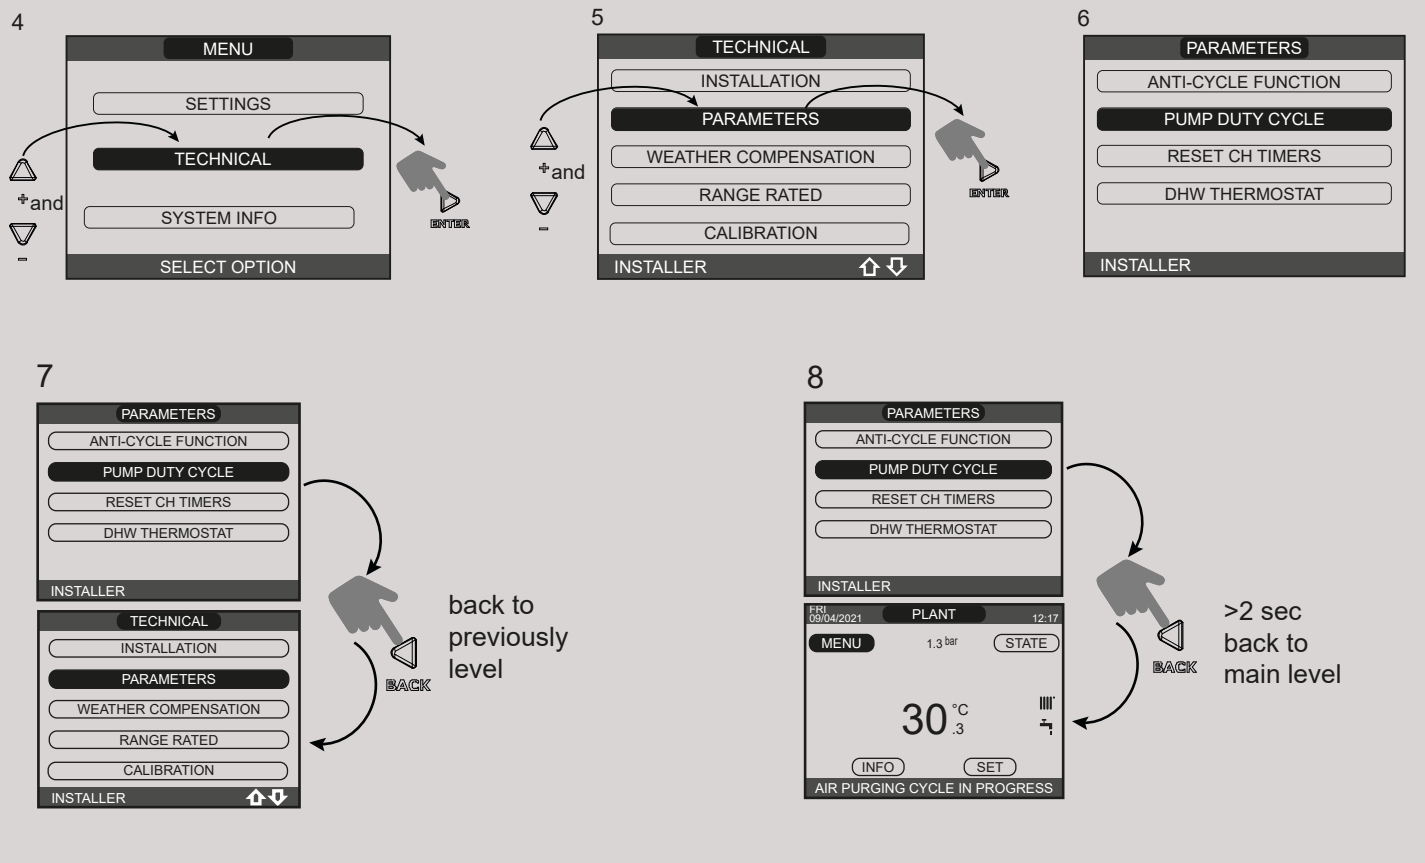 4
MENU
SETTINGS
TECHNICAL
SYSTEM INFO
SELECT OPTION
+ and
-
ENTER
5
TECHNICAL
INSTALLATION
PARAMETERS
WEATHER COMPENSATION
RANGE RATED
CALIBRATION
INSTALLER
+ and
-
ENTER
6
PARAMETERS
ANTI-CYCLE FUNCTION
PUMP DUTY CYCLE
RESET CH TIMERS
DHW THERMOSTAT
INSTALLER
7
PARAMETERS
ANTI-CYCLE FUNCTION
PUMP DUTY CYCLE
RESET CH TIMERS
DHW THERMOSTAT
INSTALLER
TECHNICAL
INSTALLATION
PARAMETERS
WEATHER COMPENSATION
RANGE RATED
CALIBRATION
INSTALLER
BACK
back to
previously
level
8
PARAMETERS
ANTI-CYCLE FUNCTION
PUMP DUTY CYCLE
RESET CH TIMERS
DHW THERMOSTAT
INSTALLER
FRI
09/04/2021 PLANT 12:17
MENU 1.3 bar STATE
30 °C
.3
INFO SET
AIR PURGING CYCLE IN PROGRESS
BACK
>2 sec
back to
main level